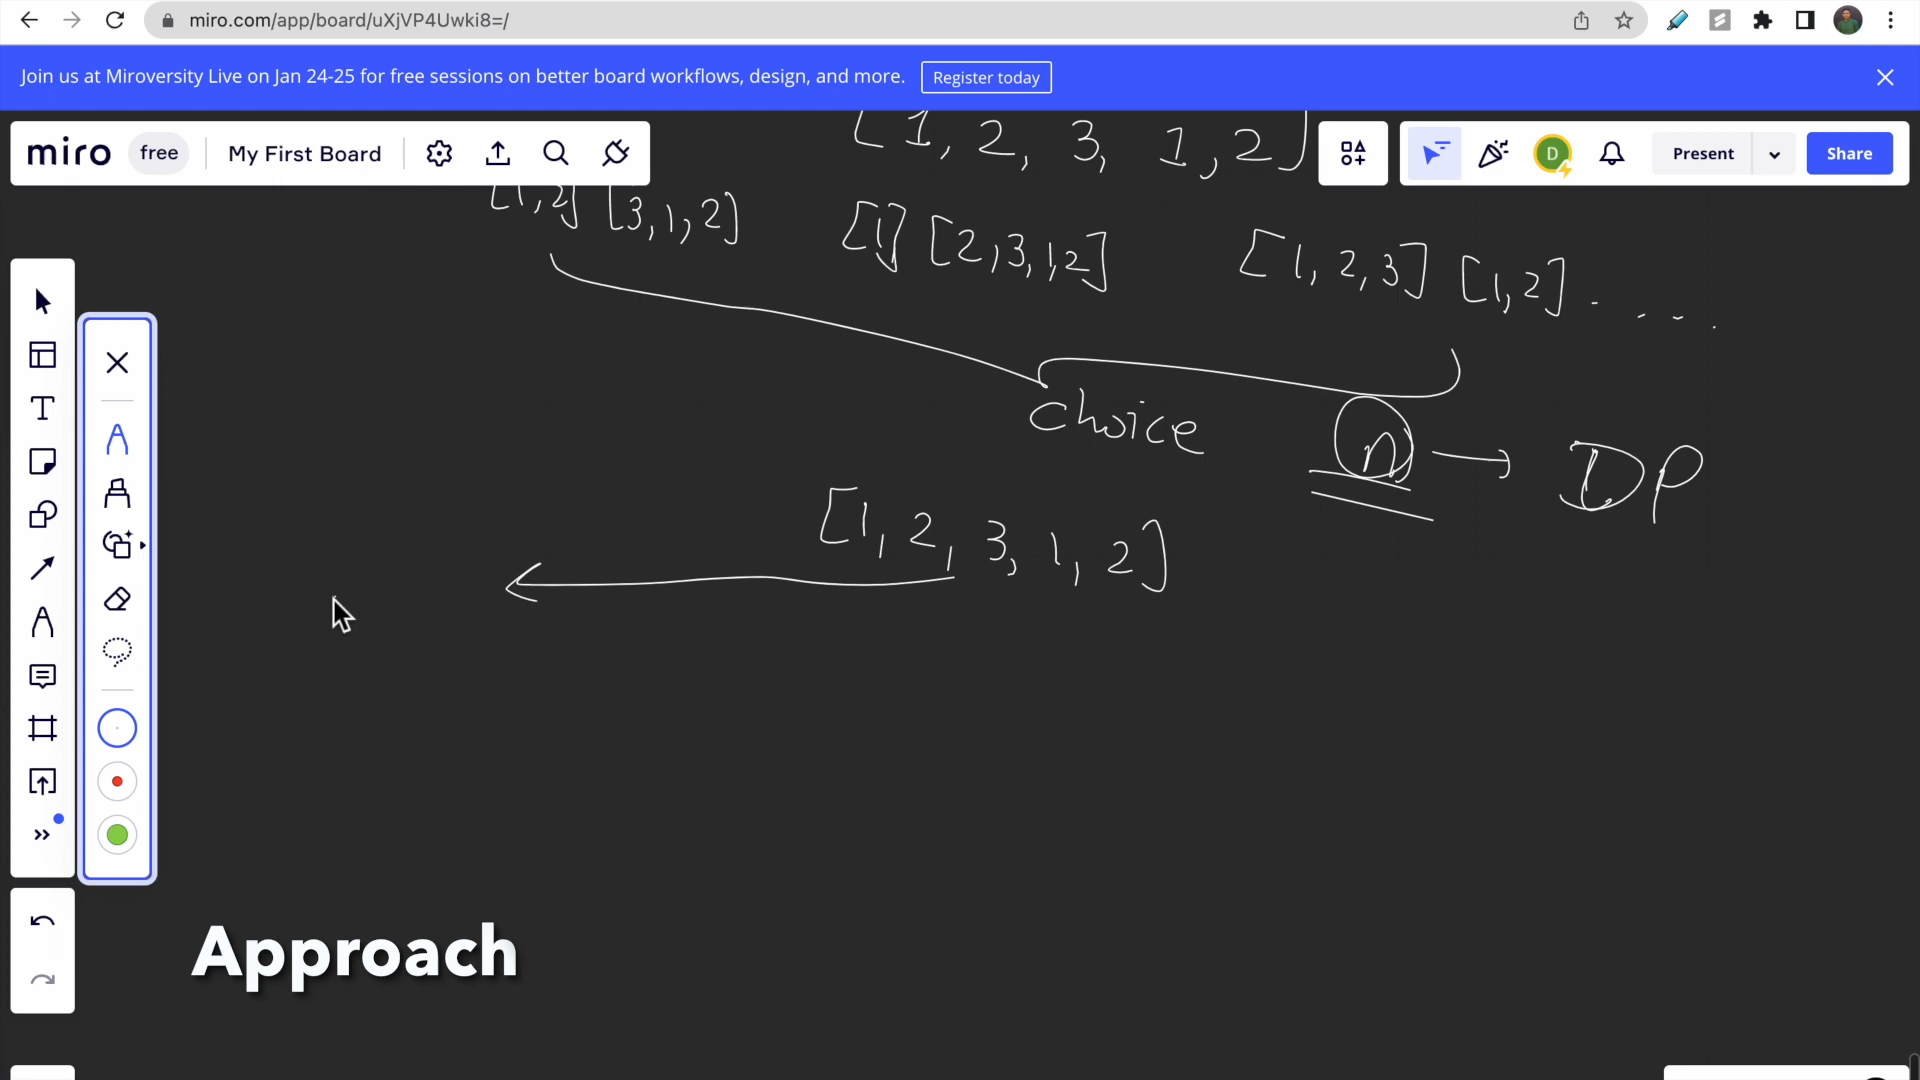 miro.com/app/board/uXjVP4Uwki8=/
Join us at Miroversity Live on Jan 24-25 for free sessions on better board workflows, design, and more. Register today
miro free My First Board
D Present Share
[1, 2, 3, 1, 2]
[1,2] [3,1,2] [1] [2,3,1,2] [1,2,3] [1,2] . . . . .
choice n → DP
[1, 2, 3, 1, 2]
Approach